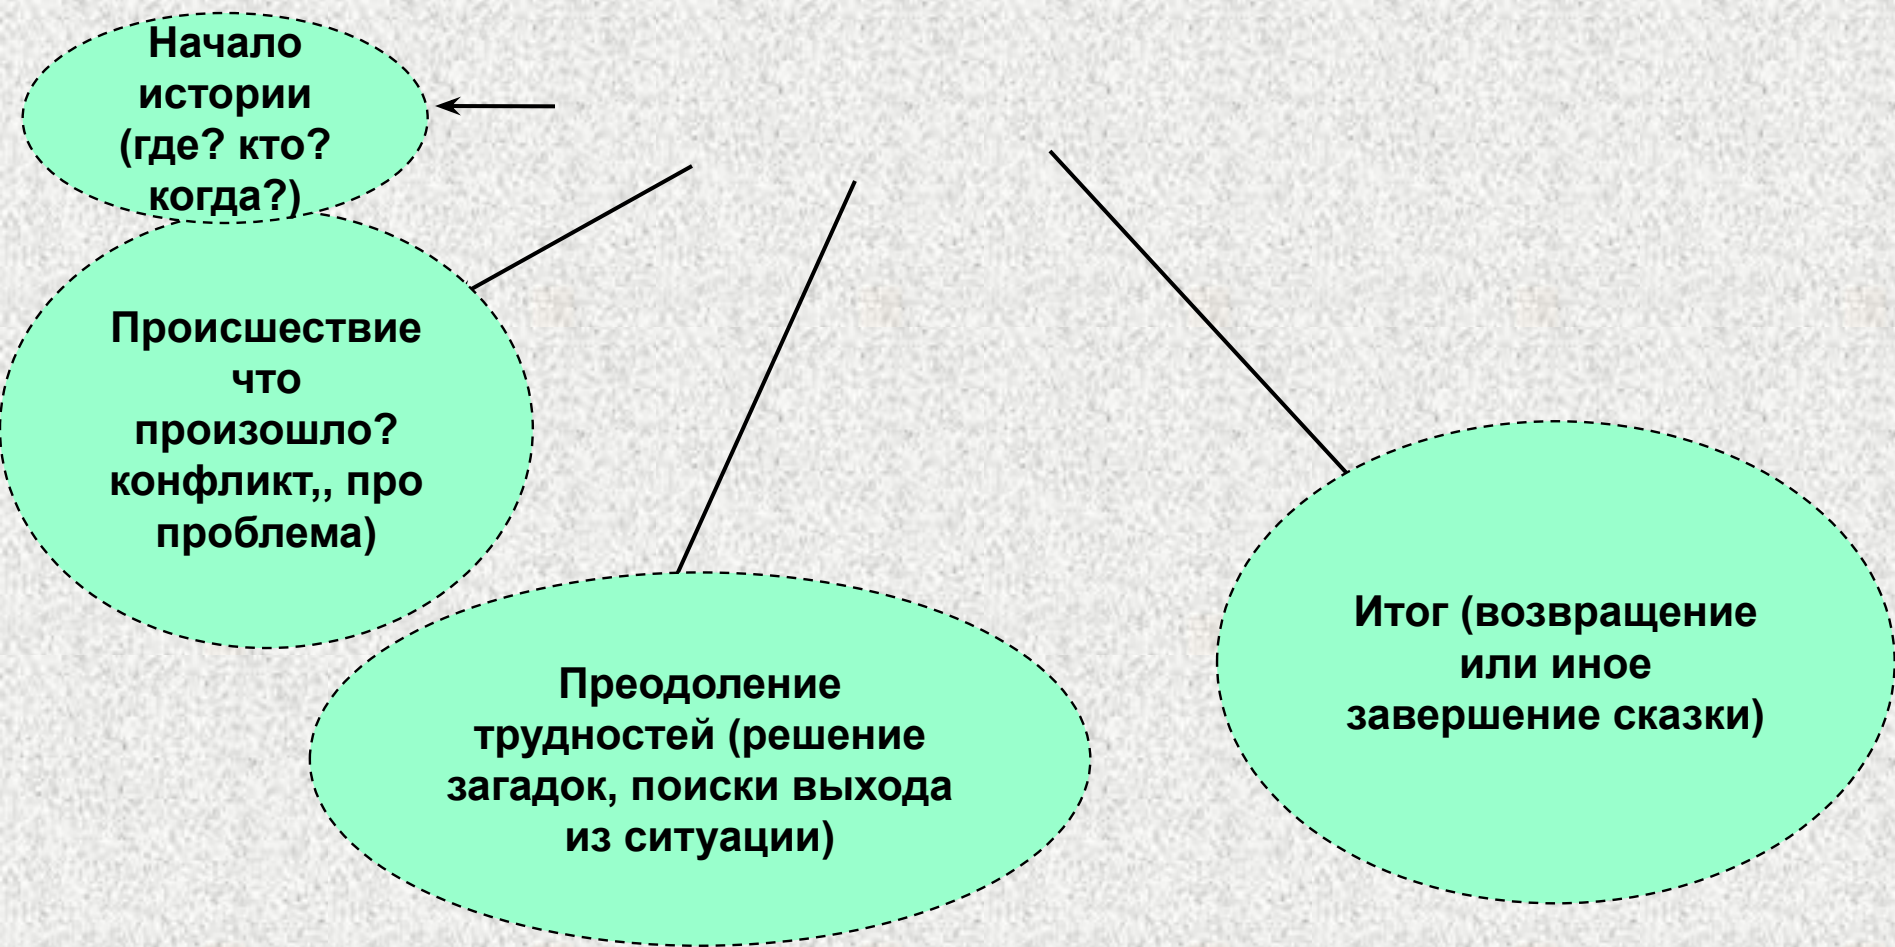 Начало
истории
(где? кто?
когда?)
Происшествие
что
произошло?
конфликт,, про
проблема)
Преодоление
трудностей (решение
загадок, поиски выхода
из ситуации)
Итог (возвращение
или иное
завершение сказки)